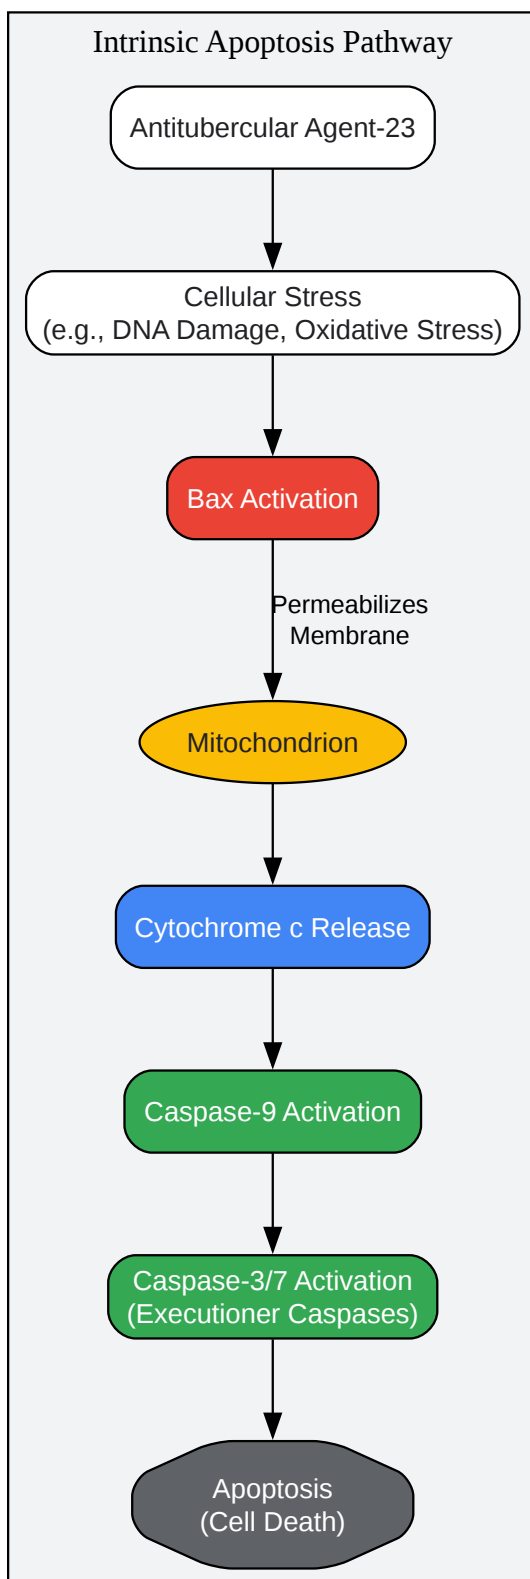 Intrinsic Apoptosis Pathway
Antitubercular Agent-23
Cellular Stress
(e.g., DNA Damage, Oxidative Stress)
Bax Activation
Permeabilizes
Membrane
Mitochondrion
Cytochrome c Release
Caspase-9 Activation
Caspase-3/7 Activation
(Executioner Caspases)
Apoptosis
(Cell Death)